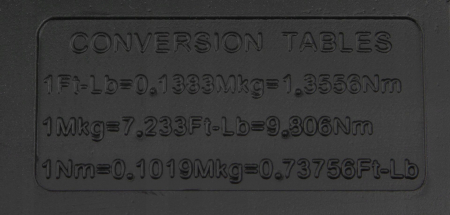 CONVERSION TABLES
1Ft-Lb=0.1383Mkg=1.3556Nm
1Mkg=7.233Ft-Lb=9.806Nm
1Nm=0.1019Mkg=0.73756Ft-Lb